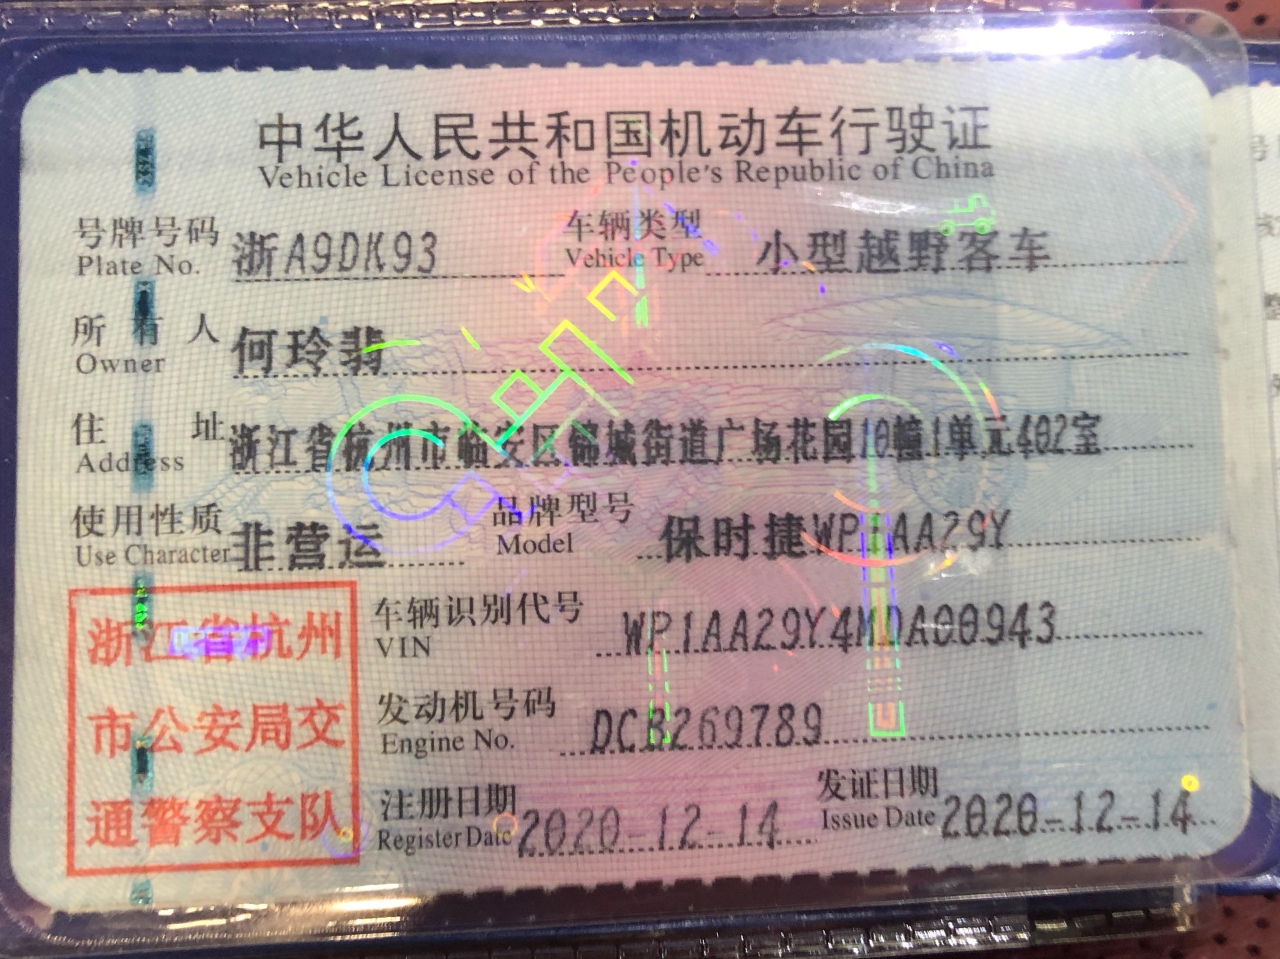 中华人民共和国机动车行驶证
Vehicle License of the People's Republic of China
号牌号码 浙A9DK93 车辆类型 小型越野客车
Plate No. Vehicle Type
所有人 何玲翡
Owner
住址 浙江省杭州市临安区锦城街道广场花园10幢1单元402室
Address
使用性质 非营运 品牌型号 保时捷WP1AA29Y
Use Character Model
浙江省杭州
市公安局交
通警察支队
车辆识别代号 WP1AA29Y4MDA00943
VIN
发动机号码 DCB269789
Engine No.
注册日期 2020-12-14 发证日期 2020-12-14
Register Date Issue Date